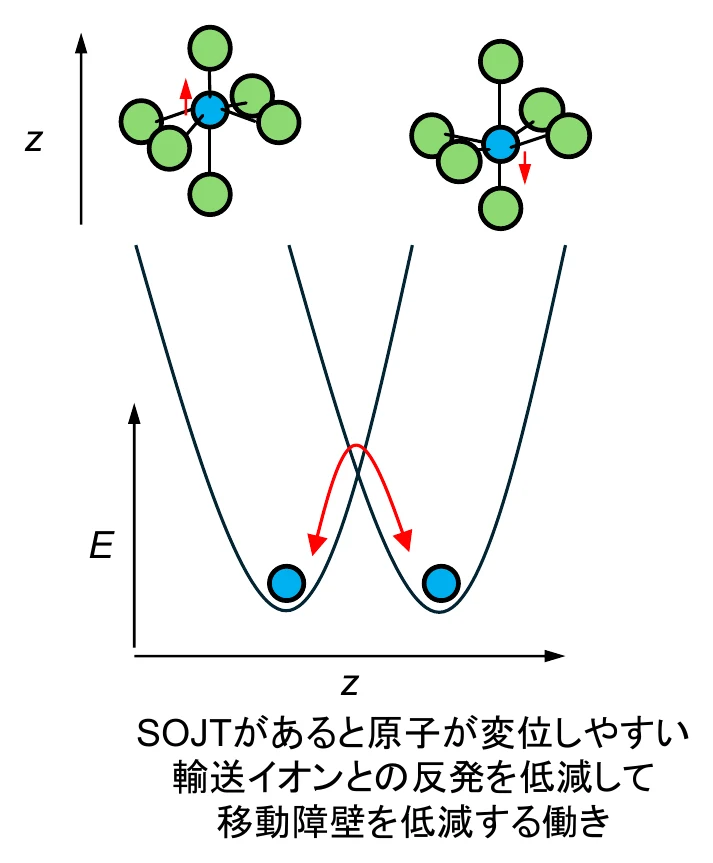 z
E
z
SOJTがあると原子が変位しやすい
輸送イオンとの反発を低減して
移動障壁を低減する働き